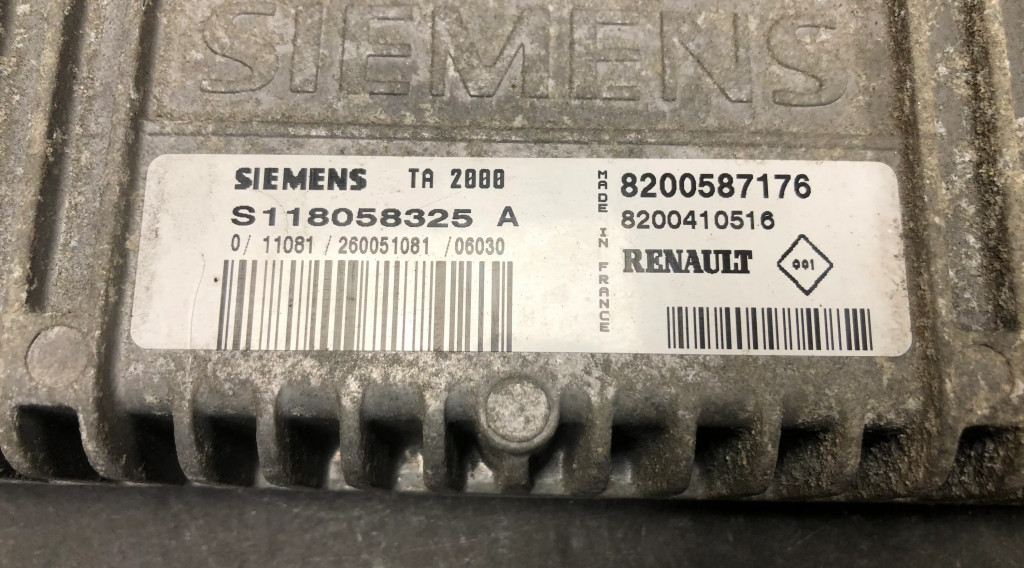 SIEMENS
SIEMENS TA 2000
S118058325 A
0/ 11081 / 260051081 /06030
MADE IN FRANCE
8200587176
8200410516
RENAULT 001